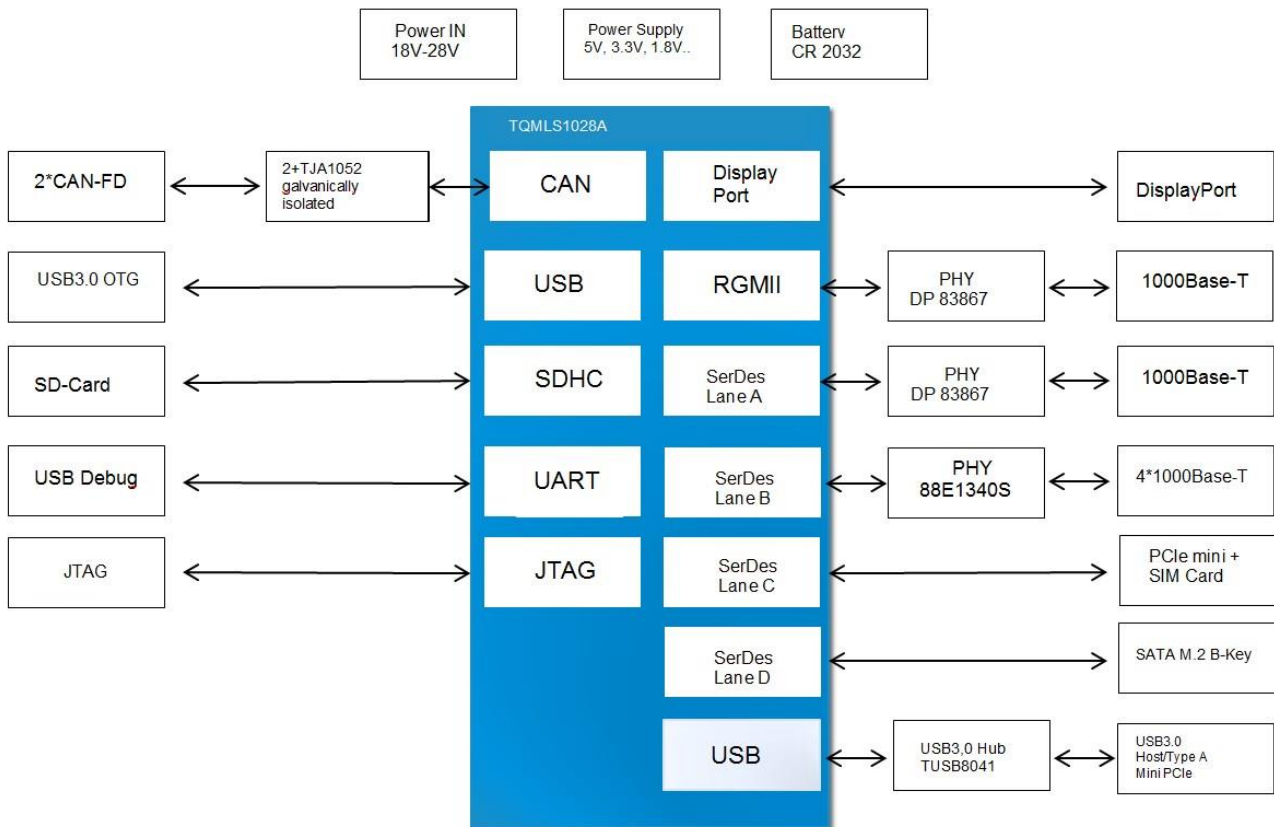 Power IN
18V-28V
Power Supply
5V, 3.3V, 1.8V..
Battery
CR 2032
TQMLS1028A
2*CAN-FD
2+TJA1052
galvanically
isolated
CAN
Display
Port
DisplayPort
USB3.0 OTG
USB
RGMII
PHY
DP 83867
1000Base-T
SD-Card
SDHC
SerDes
Lane A
PHY
DP 83867
1000Base-T
USB Debug
UART
SerDes
Lane B
PHY
88E1340S
4*1000Base-T
JTAG
JTAG
SerDes
Lane C
PCIe mini +
SIM Card
SerDes
Lane D
SATA M.2 B-Key
USB
USB3,0 Hub
TUSB8041
USB3.0
Host/Type A
Mini PCIe